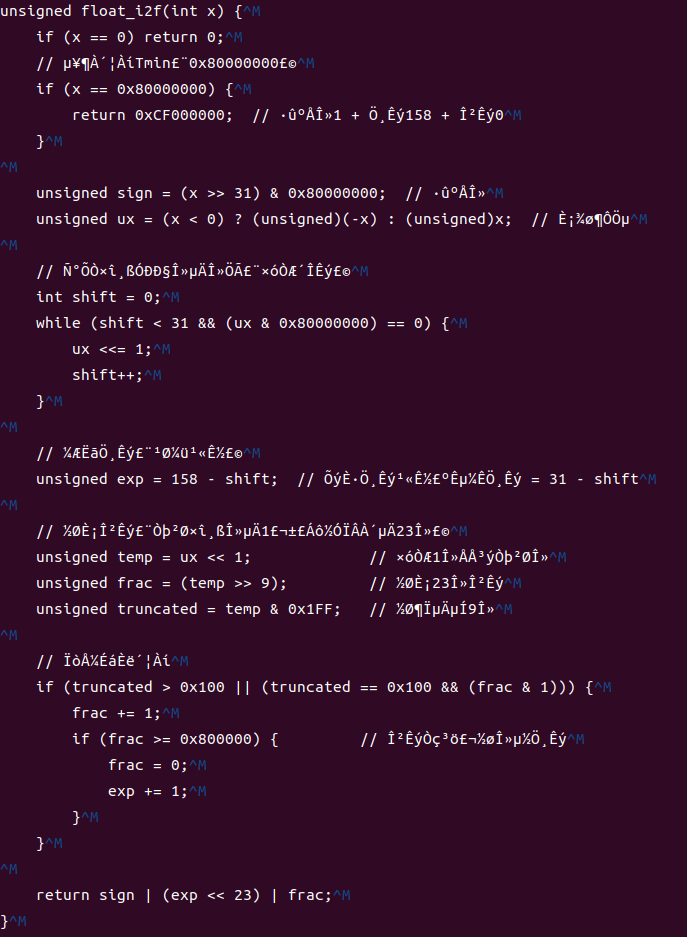 unsigned float_i2f(int x) {^M
    if (x == 0) return 0;^M
    // µ¥¶À´¦ÀíTmin£¨0x80000000£©^M
    if (x == 0x80000000) {^M
        return 0xCF000000;  // ·ûºÅÎ»1 + Ö¸Êý158 + Î²Êý0^M
    }^M
^M
    unsigned sign = (x >> 31) & 0x80000000;  // ·ûºÅÎ»^M
    unsigned ux = (x < 0) ? (unsigned)(-x) : (unsigned)x;  // È¡¾ø¶ÔÖµ^M
^M
    // Ñ°ÕÒ×î¸ßÓÐÐ§Î»µÄÎ»ÖÃ£¨×óÒÆ´ÎÊý£©^M
    int shift = 0;^M
    while (shift < 31 && (ux & 0x80000000) == 0) {^M
        ux <<= 1;^M
        shift++;^M
    }^M
^M
    // ¼ÆËãÖ¸Êý£¨¹Ø¼ü¹«Ê½£©^M
    unsigned exp = 158 - shift;  // ÕýÈ·Ö¸Êý¹«Ê½£ºÊµ¼ÊÖ¸Êý = 31 - shift^M
^M
    // ½ØÈ¡Î²Êý£¨Òþ²Ø×î¸ßÎ»µÄ1£¬±£Áô½ÓÏÂÀ´µÄ23Î»£©^M
    unsigned temp = ux << 1;             // ×óÒÆ1Î»ÅÅ³ýÒþ²ØÎ»^M
    unsigned frac = (temp >> 9);         // ½ØÈ¡23Î»Î²Êý^M
    unsigned truncated = temp & 0x1FF;   // ½Ø¶ÏµÄµÍ9Î»^M
^M
    // ÏòÅ¼ÉáÈë´¦Àí^M
    if (truncated > 0x100 || (truncated == 0x100 && (frac & 1))) {^M
        frac += 1;^M
        if (frac >= 0x800000) {         // Î²ÊýÒç³ö£¬½øÎ»µ½Ö¸Êý^M
            frac = 0;^M
            exp += 1;^M
        }^M
    }^M
^M
    return sign | (exp << 23) | frac;^M
}^M